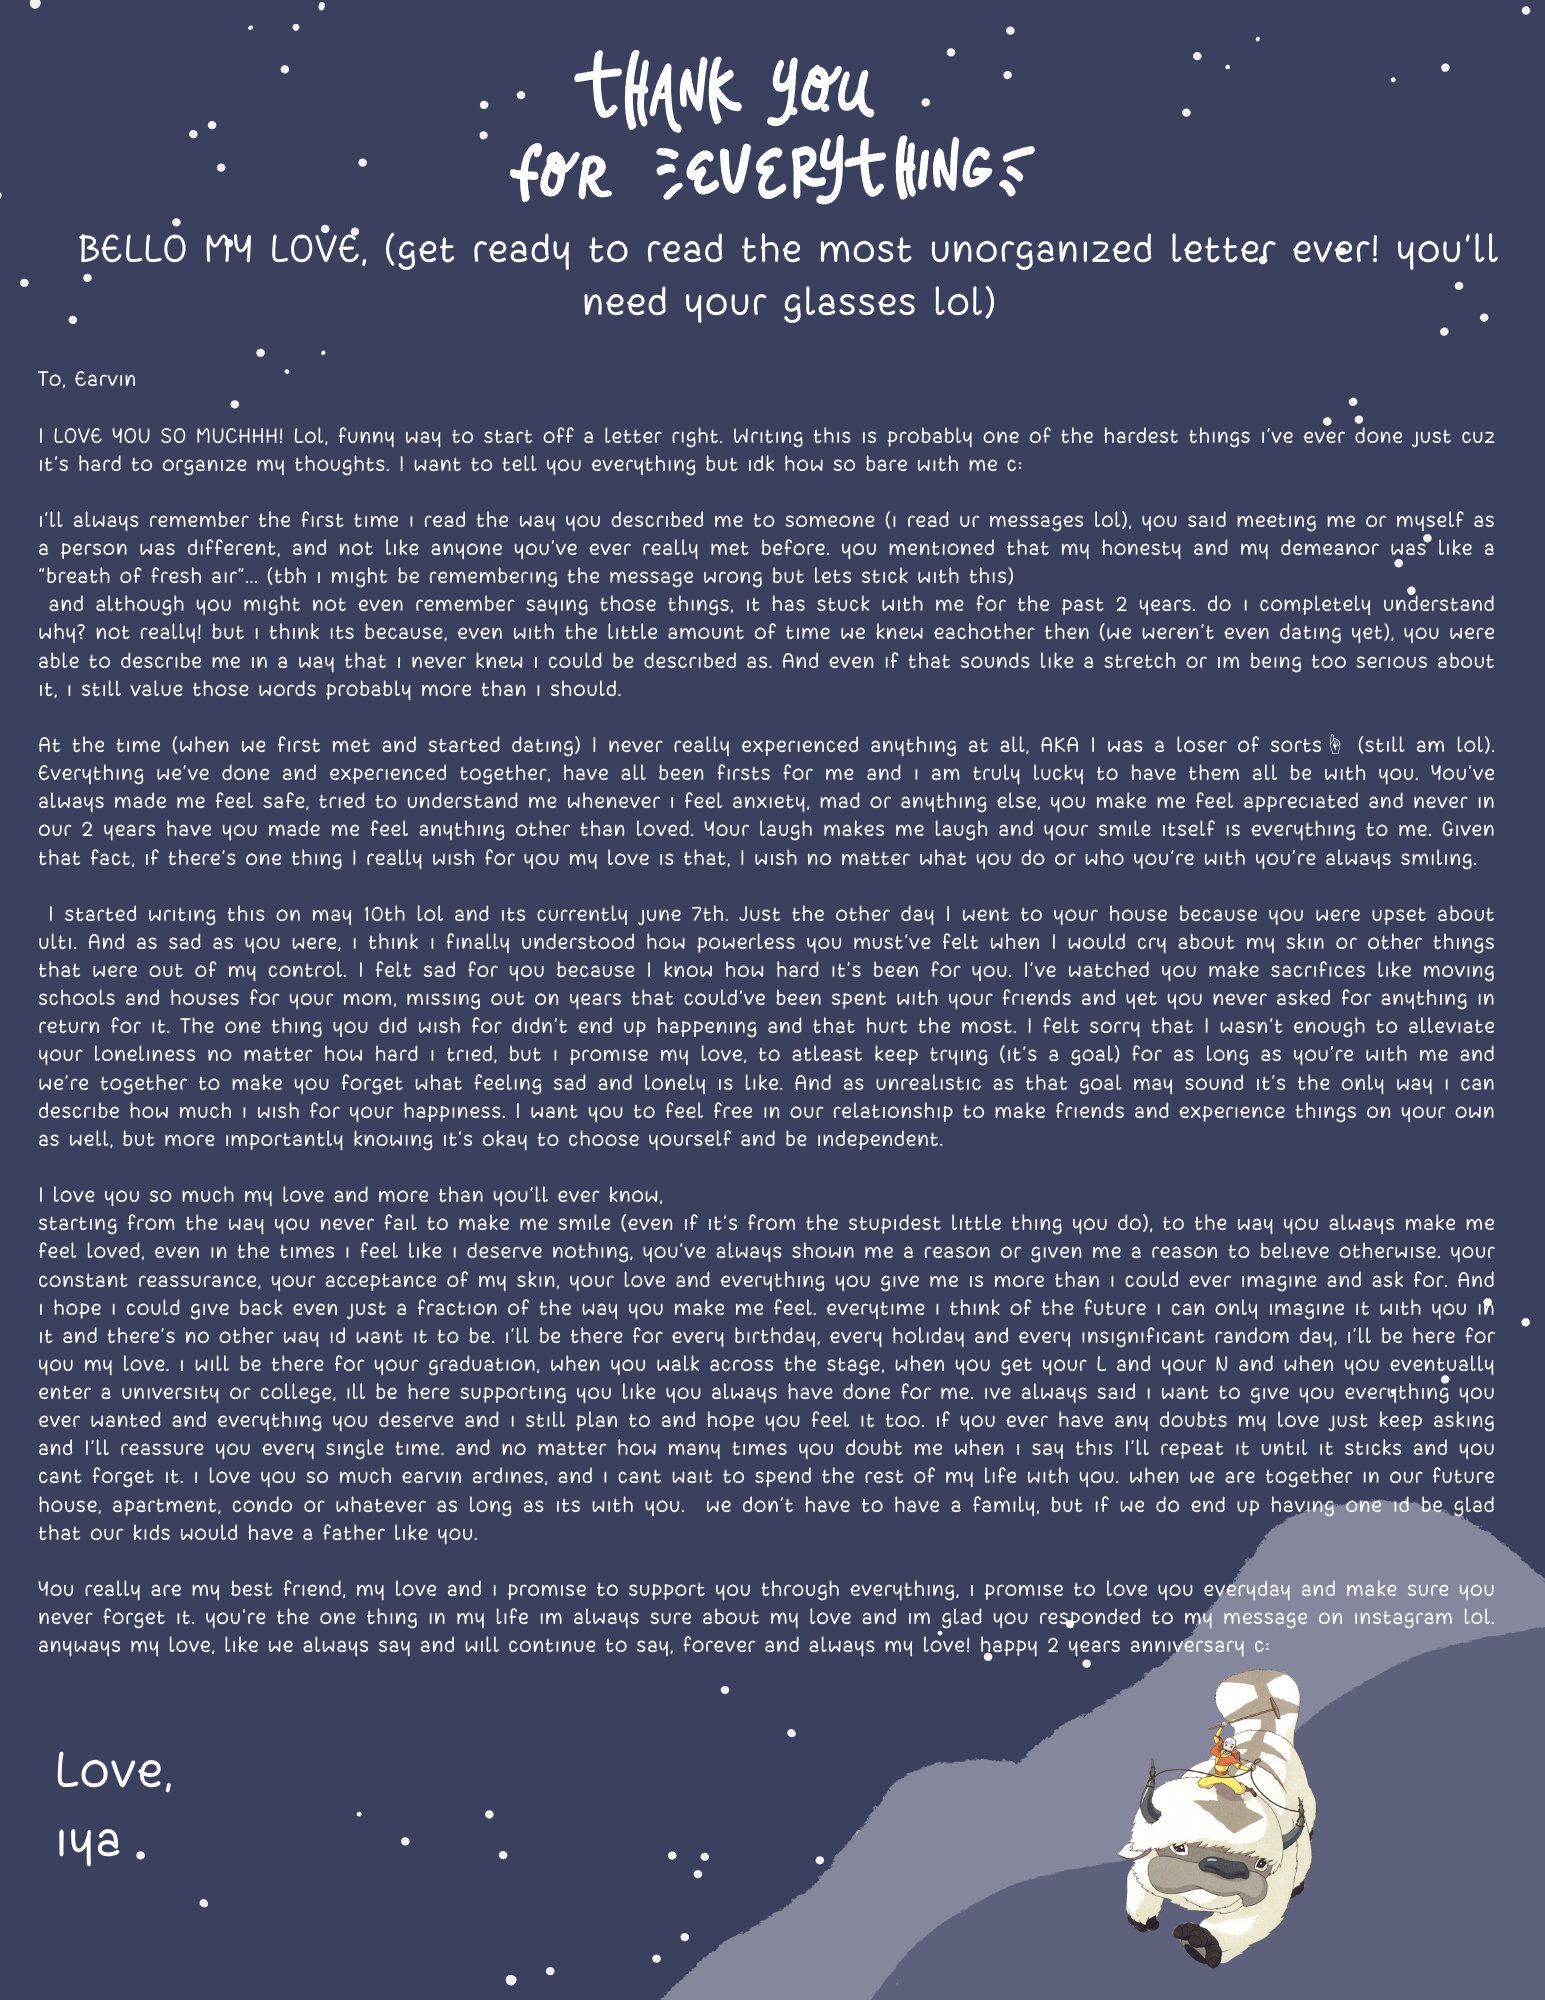 tHANK you
foR EVERytHING
BELLO MY LOVE, (get ready to read the most unorganized letter ever! you'll
need your glasses lol)
To, Earvin
I LOVE YOU SO MUCHHH! Lol, funny way to start off a letter right. Writing this is probably one of the hardest things i've ever done just cuz
it's hard to organize my thoughts. I want to tell you everything but idk how so bare with me c:
i'll always remember the first time i read the way you described me to someone (i read ur messages lol), you said meeting me or myself as
a person was different, and not like anyone you've ever really met before. you mentioned that my honesty and my demeanor was like a
"breath of fresh air"... (tbh i might be remembering the message wrong but lets stick with this)
and although you might not even remember saying those things, it has stuck with me for the past 2 years. do i completely understand
why? not really! but i think its because, even with the little amount of time we knew eachother then (we weren't even dating yet), you were
able to describe me in a way that i never knew i could be described as. And even if that sounds like a stretch or im being too serious about
it, i still value those words probably more than i should.
At the time (when we first met and started dating) I never really experienced anything at all, AKA I was a loser of sorts☝ (still am lol).
Everything we've done and experienced together, have all been firsts for me and i am truly lucky to have them all be with you. You've
always made me feel safe, tried to understand me whenever i feel anxiety, mad or anything else, you make me feel appreciated and never in
our 2 years have you made me feel anything other than loved. Your laugh makes me laugh and your smile itself is everything to me. Given
that fact, if there's one thing I really wish for you my love is that, I wish no matter what you do or who you're with you're always smiling.
I started writing this on may 10th lol and its currently june 7th. Just the other day I went to your house because you were upset about
ulti. And as sad as you were, i think i finally understood how powerless you must've felt when I would cry about my skin or other things
that were out of my control. I felt sad for you because I know how hard it's been for you. I've watched you make sacrifices like moving
schools and houses for your mom, missing out on years that could've been spent with your friends and yet you never asked for anything in
return for it. The one thing you did wish for didn't end up happening and that hurt the most. I felt sorry that I wasn't enough to alleviate
your loneliness no matter how hard i tried, but i promise my love, to atleast keep trying (it's a goal) for as long as you're with me and
we're together to make you forget what feeling sad and lonely is like. And as unrealistic as that goal may sound it's the only way i can
describe how much i wish for your happiness. I want you to feel free in our relationship to make friends and experience things on your own
as well, but more importantly knowing it's okay to choose yourself and be independent.
I love you so much my love and more than you'll ever know,
starting from the way you never fail to make me smile (even if it's from the stupidest little thing you do), to the way you always make me
feel loved, even in the times i feel like i deserve nothing, you've always shown me a reason or given me a reason to believe otherwise. your
constant reassurance, your acceptance of my skin, your love and everything you give me is more than i could ever imagine and ask for. And
i hope i could give back even just a fraction of the way you make me feel. everytime i think of the future i can only imagine it with you in
it and there's no other way id want it to be. i'll be there for every birthday, every holiday and every insignificant random day, i'll be here for
you my love. i will be there for your graduation, when you walk across the stage, when you get your L and your N and when you eventually
enter a university or college, ill be here supporting you like you always have done for me. ive always said i want to give you everything you
ever wanted and everything you deserve and i still plan to and hope you feel it too. if you ever have any doubts my love just keep asking
and I'll reassure you every single time. and no matter how many times you doubt me when i say this I'll repeat it until it sticks and you
cant forget it. i love you so much earvin ardines, and i cant wait to spend the rest of my life with you. when we are together in our future
house, apartment, condo or whatever as long as its with you. we don't have to have a family, but if we do end up having one id be glad
that our kids would have a father like you.
You really are my best friend, my love and i promise to support you through everything, i promise to love you everyday and make sure you
never forget it. you're the one thing in my life im always sure about my love and im glad you responded to my message on instagram lol.
anyways my love, like we always say and will continue to say, forever and always my love! happy 2 years anniversary c:
Love,
iya